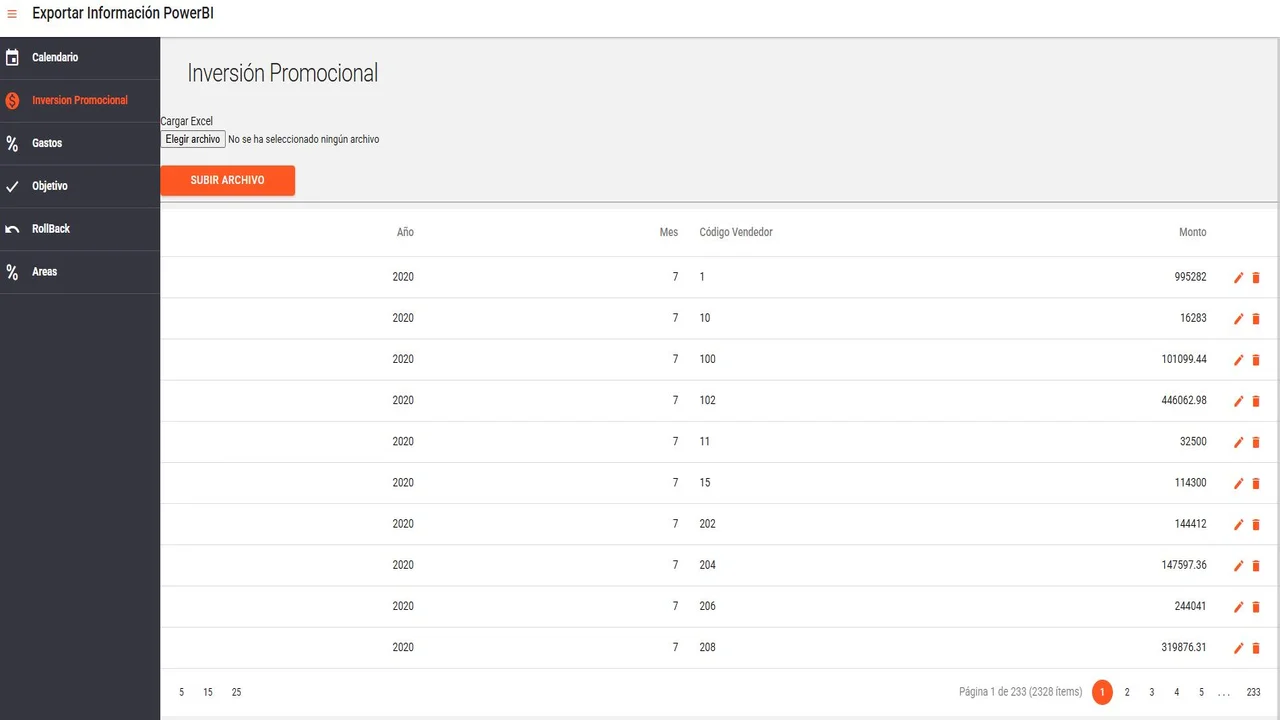 Exportar Información PowerBI
Calendario
Inversion Promocional
Gastos
Objetivo
RollBack
Areas
Inversión Promocional
Cargar Excel
Elegir archivo No se ha seleccionado ningún archivo
SUBIR ARCHIVO
Año Mes Código Vendedor Monto
2020 7 1 995282
2020 7 10 16283
2020 7 100 101099.44
2020 7 102 446062.98
2020 7 11 32500
2020 7 15 114300
2020 7 202 144412
2020 7 204 147597.36
2020 7 206 244041
2020 7 208 319876.31
5 15 25 Página 1 de 233 (2328 ítems) 1 2 3 4 5 ... 233